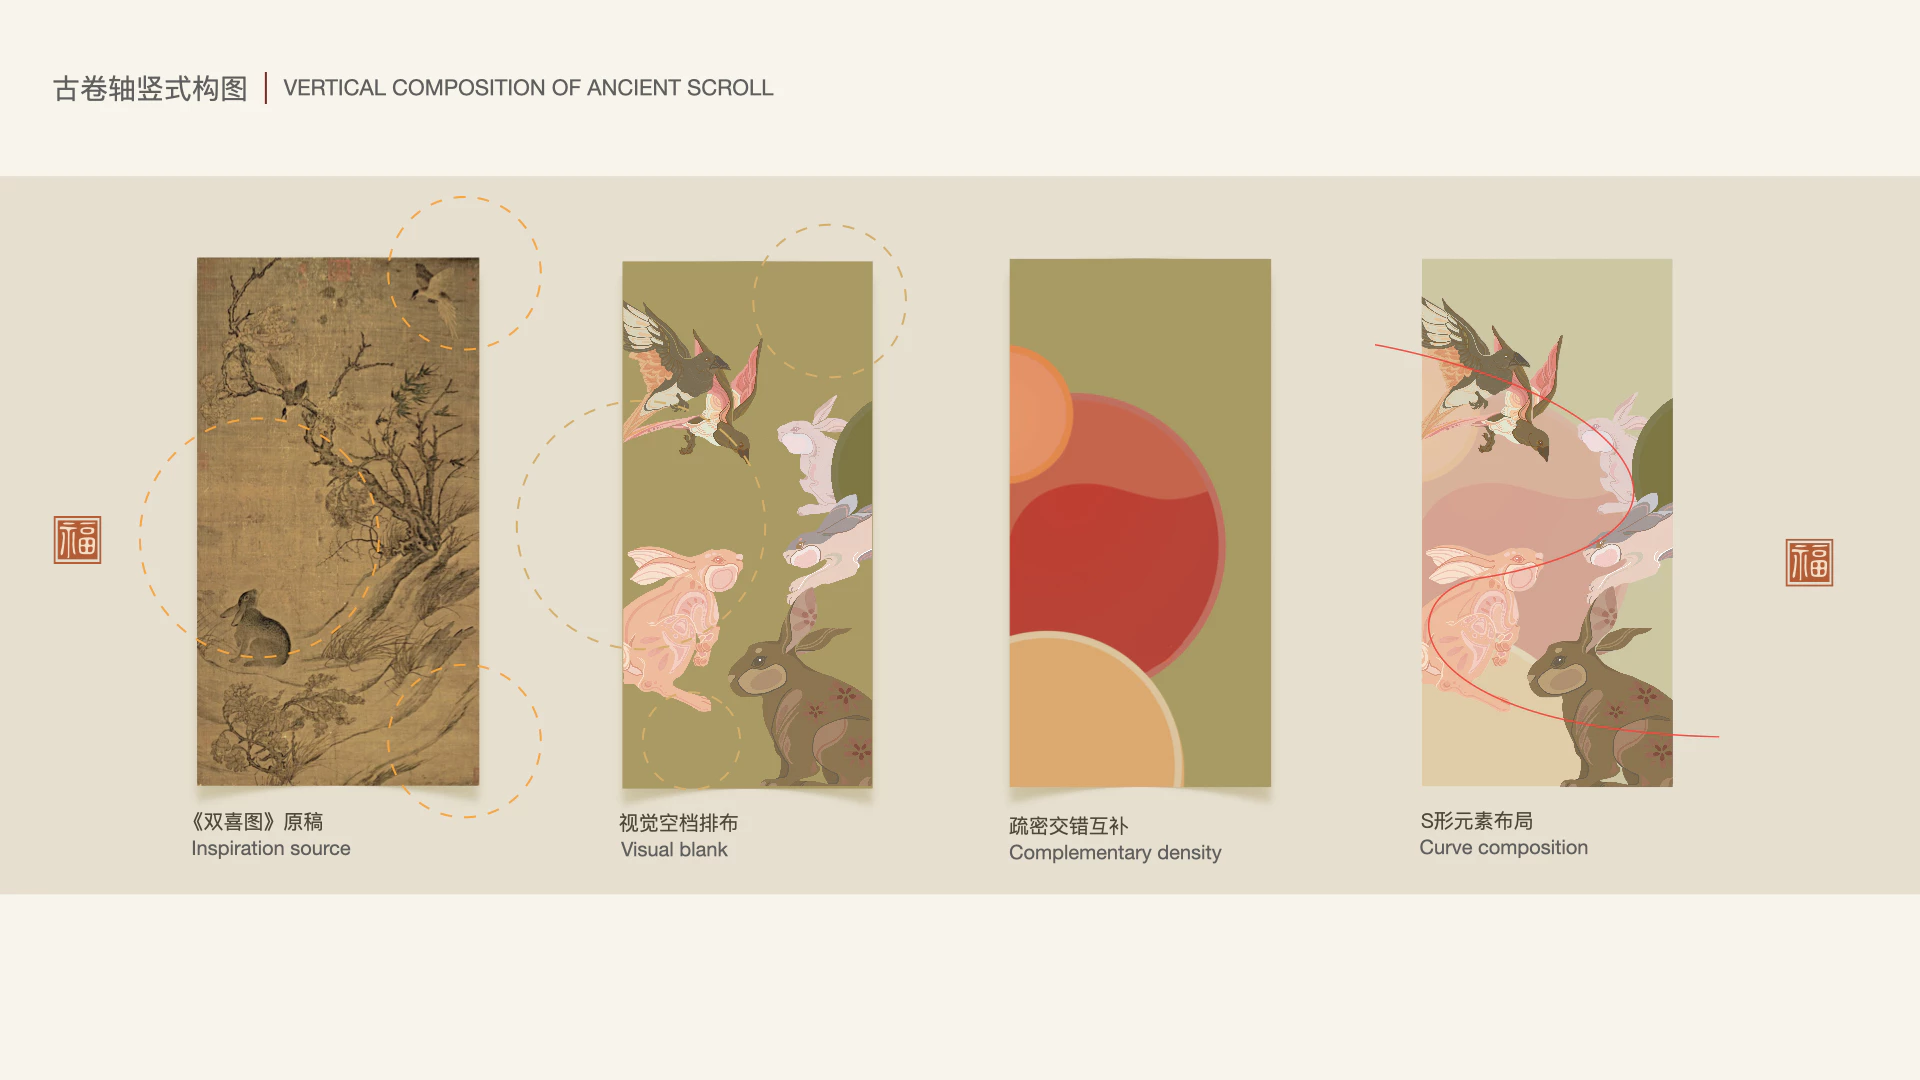 古卷轴竖式构图
VERTICAL COMPOSITION OF ANCIENT SCROLL
福
《双喜图》原稿
Inspiration source
视觉空档排布
Visual blank
疏密交错互补
Complementary density
S形元素布局
Curve composition
福